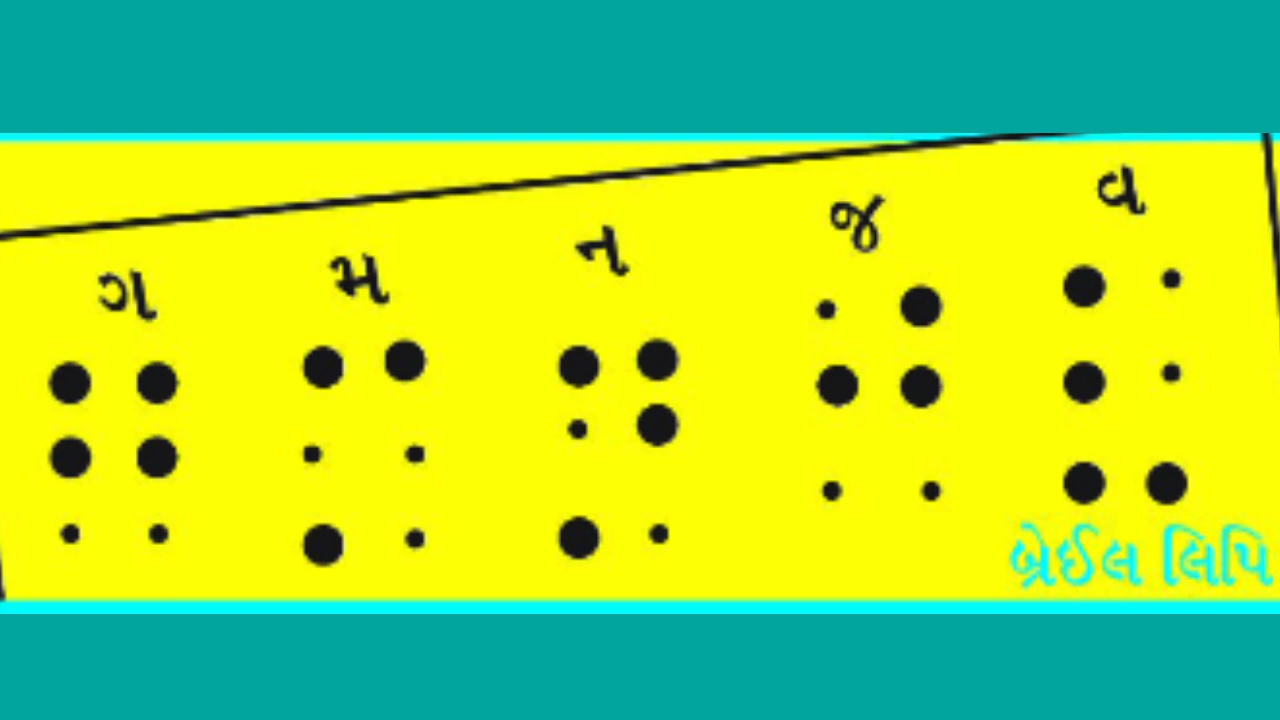 ગ મ ન જ વ
બ્રેઈલ લિપિ